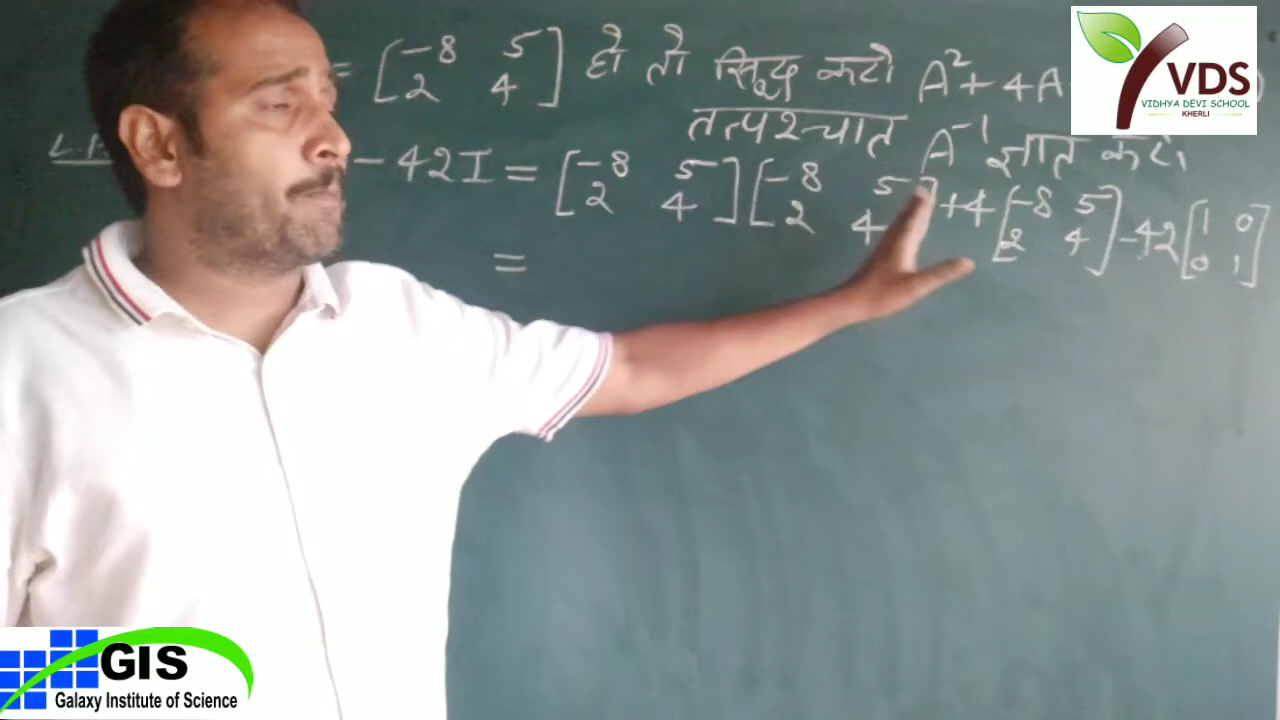 = [-8 5 2 4] हो तो सिद्ध करो A² + 4A
तत्पश्चात A⁻¹ ज्ञात करो
- 42I = [-8 5 2 4] [-8 5 2 4] +4 [-8 5 2 4] -42 [1 0 0 1]
=
VDS
VIDHYA DEVI SCHOOL
KHERLI
GIS
Galaxy Institute of Science